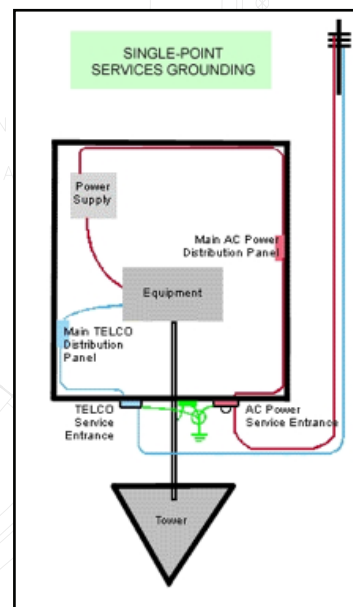 SINGLE-POINT
SERVICES GROUNDING
Power
Supply
Main AC Power
Distribution Panel
Equipment
Main TELCO
Distribution
Panel
TELCO
Service
Entrance
AC Power
Service Entrance
Tower